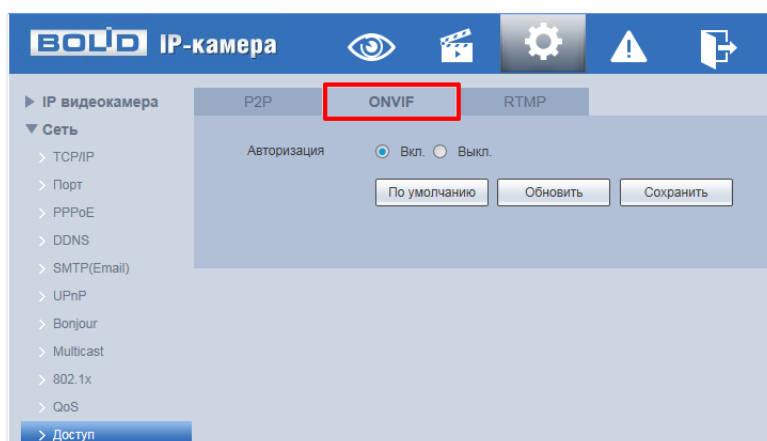 BOLID IP-камера
IP видеокамера
Сеть
TCP/IP
Порт
PPPoE
DDNS
SMTP(Email)
UPnP
Bonjour
Multicast
802.1x
QoS
Доступ
P2P ONVIF RTMP
Авторизация Вкл. Выкл.
По умолчанию Обновить Сохранить